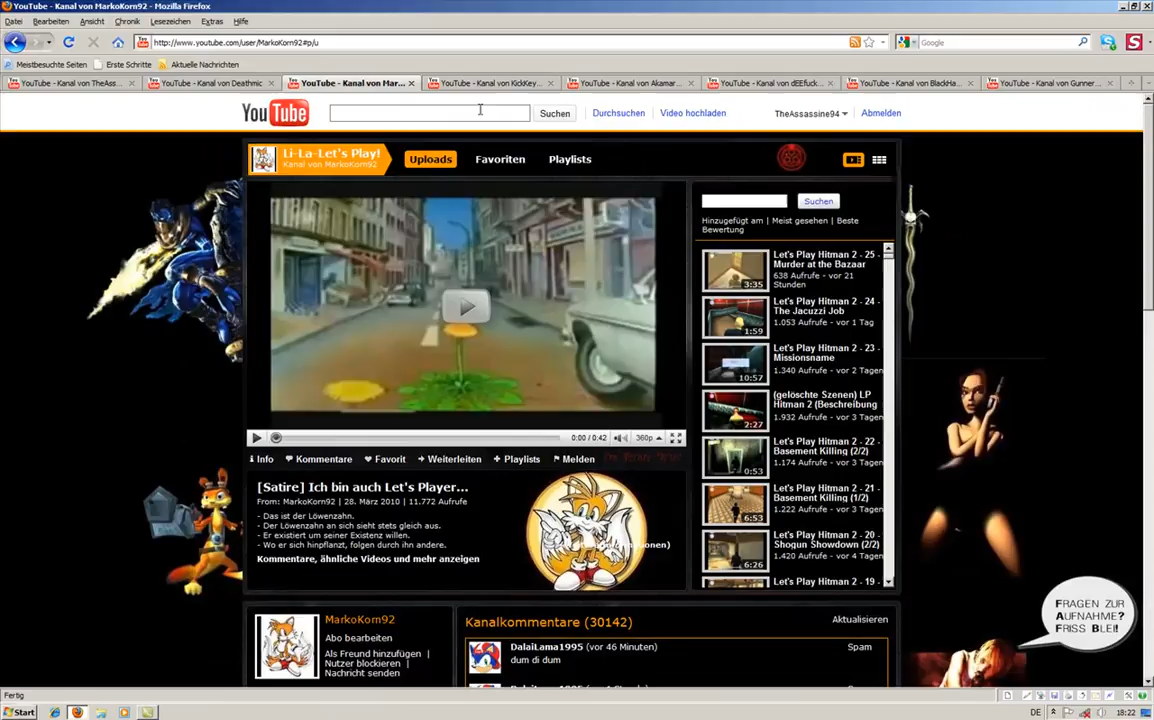 YouTube - Kanal von MarkoKorn92 - Mozilla Firefox
Datei Bearbeiten Ansicht Chronik Lesezeichen Extras Hilfe
http://www.youtube.com/user/MarkoKorn92#p/u
Google
Meistbesuchte Seiten Erste Schritte Aktuelle Nachrichten
YouTube - Kanal von TheAss...
YouTube - Kanal von Deathmic...
YouTube - Kanal von Mar...
YouTube - Kanal von KidKey...
YouTube - Kanal von Akamar...
YouTube - Kanal von dEEfuck...
YouTube - Kanal von BlackHa...
YouTube - Kanal von Gunner...
YouTube
Suchen
Durchsuchen
Video hochladen
TheAssassine94
Abmelden
Li-La-Let's Play!
Kanal von MarkoKorn92
Uploads
Favoriten
Playlists
Suchen
Hinzugefügt am | Meist gesehen | Beste
Bewertung
Let's Play Hitman 2 - 25 -
Murder at the Bazaar
638 Aufrufe - vor 21
Stunden
3:35
Let's Play Hitman 2 - 24 -
The Jacuzzi Job
1.053 Aufrufe - vor 1 Tag
1:59
Let's Play Hitman 2 - 23 -
Missionsname
1.340 Aufrufe - vor 2 Tagen
10:57
(gelöschte Szenen) LP
Hitman 2 (Beschreibung
1.932 Aufrufe - vor 3 Tagen
2:27
Let's Play Hitman 2 - 22 -
Basement Killing (2/2)
1.174 Aufrufe - vor 3 Tagen
0:53
Let's Play Hitman 2 - 21 -
Basement Killing (1/2)
1.222 Aufrufe - vor 3 Tagen
6:53
Let's Play Hitman 2 - 20 -
Shogun Showdown (2/2)
1.420 Aufrufe - vor 4 Tagen
6:26
Let's Play Hitman 2 - 19 -
0:00 / 0:42
360p
Info Kommentare Favorit Weiterleiten Playlists Melden
[Satire] Ich bin auch Let's Player...
From: MarkoKorn92 | 28. März 2010 | 11.772 Aufrufe
- Das ist der Löwenzahn.
- Der Löwenzahn an sich sieht stets gleich aus.
- Er existiert um seiner Existenz willen.
- Wo er sich hinpflanzt, folgen durch ihn andere.
Kommentare, ähnliche Videos und mehr anzeigen
MarkoKorn92
Abo bearbeiten
Als Freund hinzufügen |
Nutzer blockieren |
Nachricht senden
Kanalkommentare (30142)
Aktualisieren
DalaiLama1995 (vor 46 Minuten)
Spam
dum di dum
FRAGEN ZUR
AUFNAHME?
FRISS BLEI!
Fertig
Start
DE
18:22